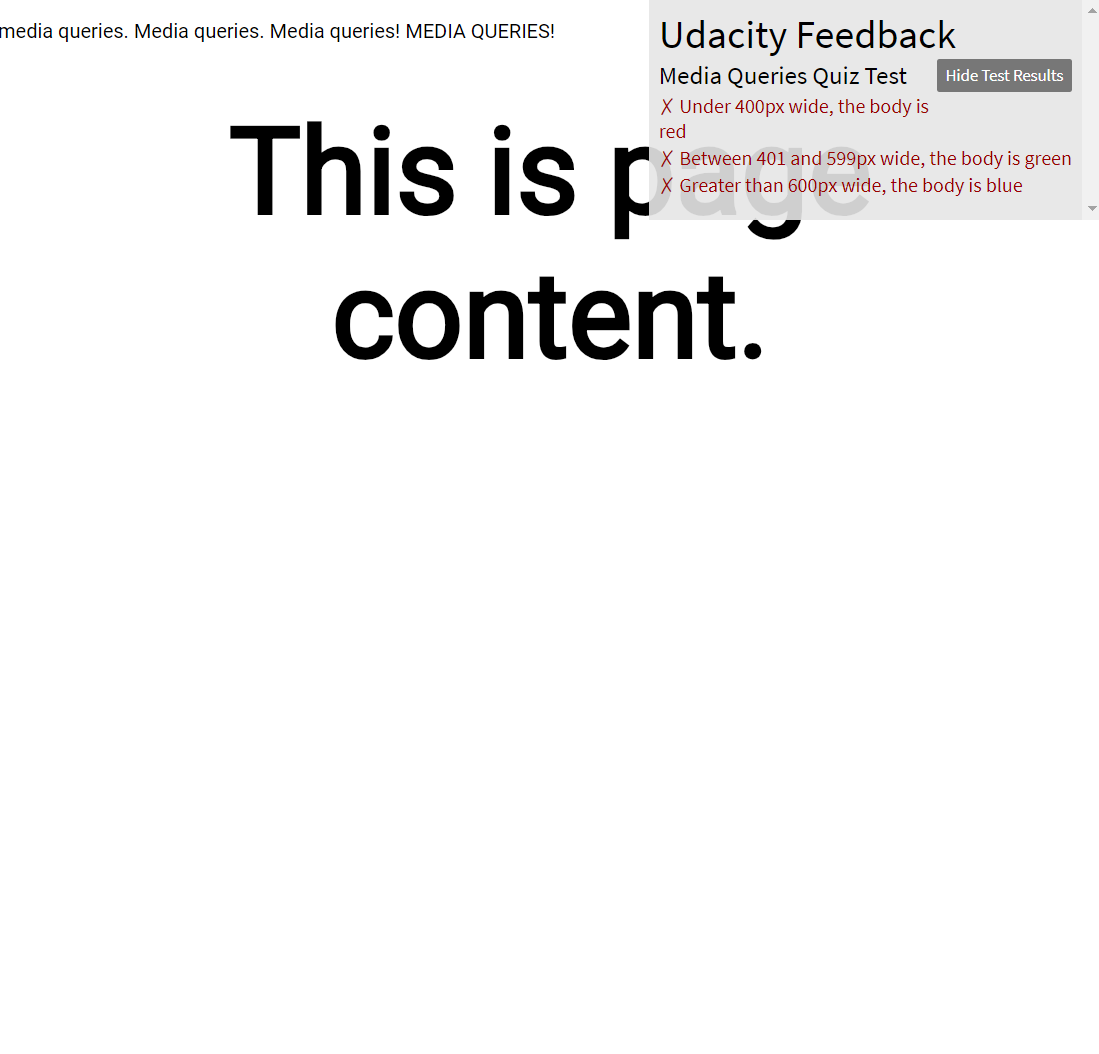 media queries. Media queries. Media queries! MEDIA QUERIES!
Udacity Feedback
Media Queries Quiz Test
Hide Test Results
✗ Under 400px wide, the body is
red
✗ Between 401 and 599px wide, the body is green
✗ Greater than 600px wide, the body is blue
This is page
content.